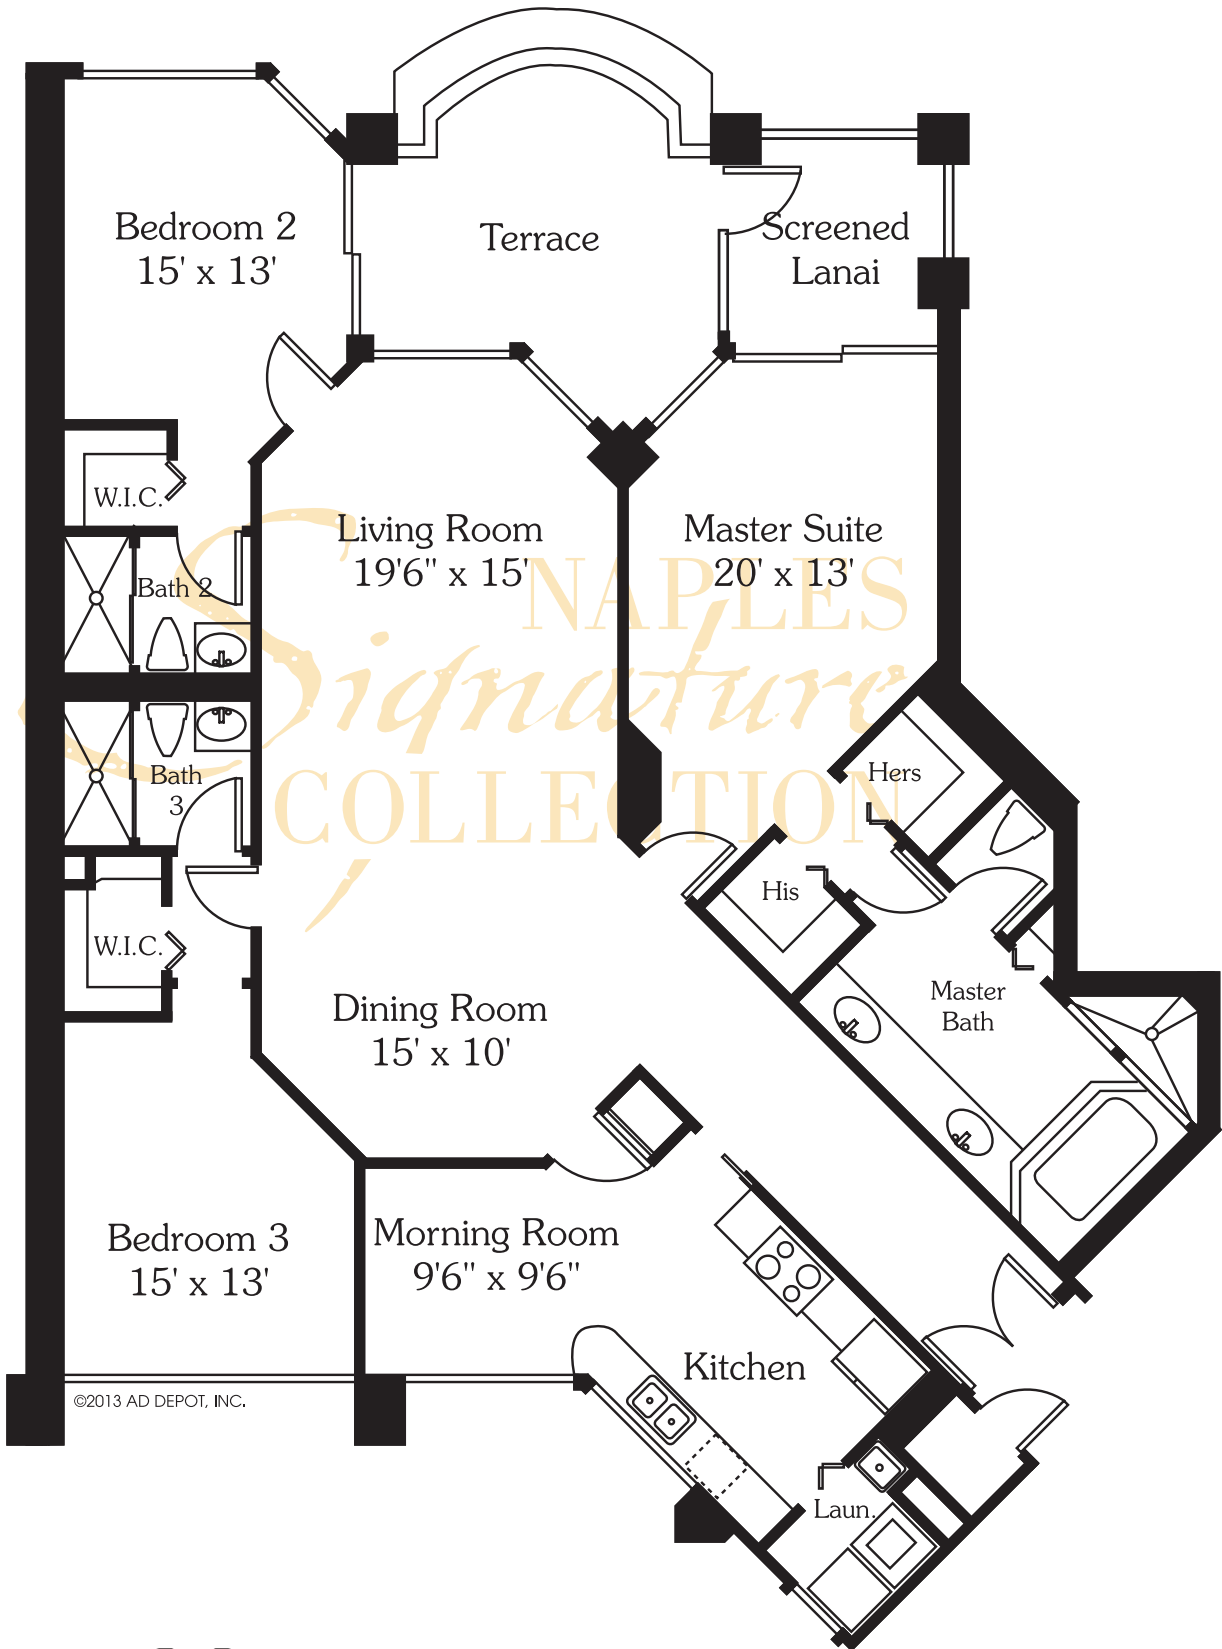 Bedroom 2
15' x 13'
Terrace
Screened
Lanai
W.I.C.
Living Room
19'6" x 15'
Master Suite
20' x 13'
NAPLES
Signature
COLLECTION
Bath 2
Bath
3
Hers
His
W.I.C.
Master
Bath
Dining Room
15' x 10'
Bedroom 3
15' x 13'
Morning Room
9'6" x 9'6"
Kitchen
©2013 AD DEPOT, INC.
Laun.